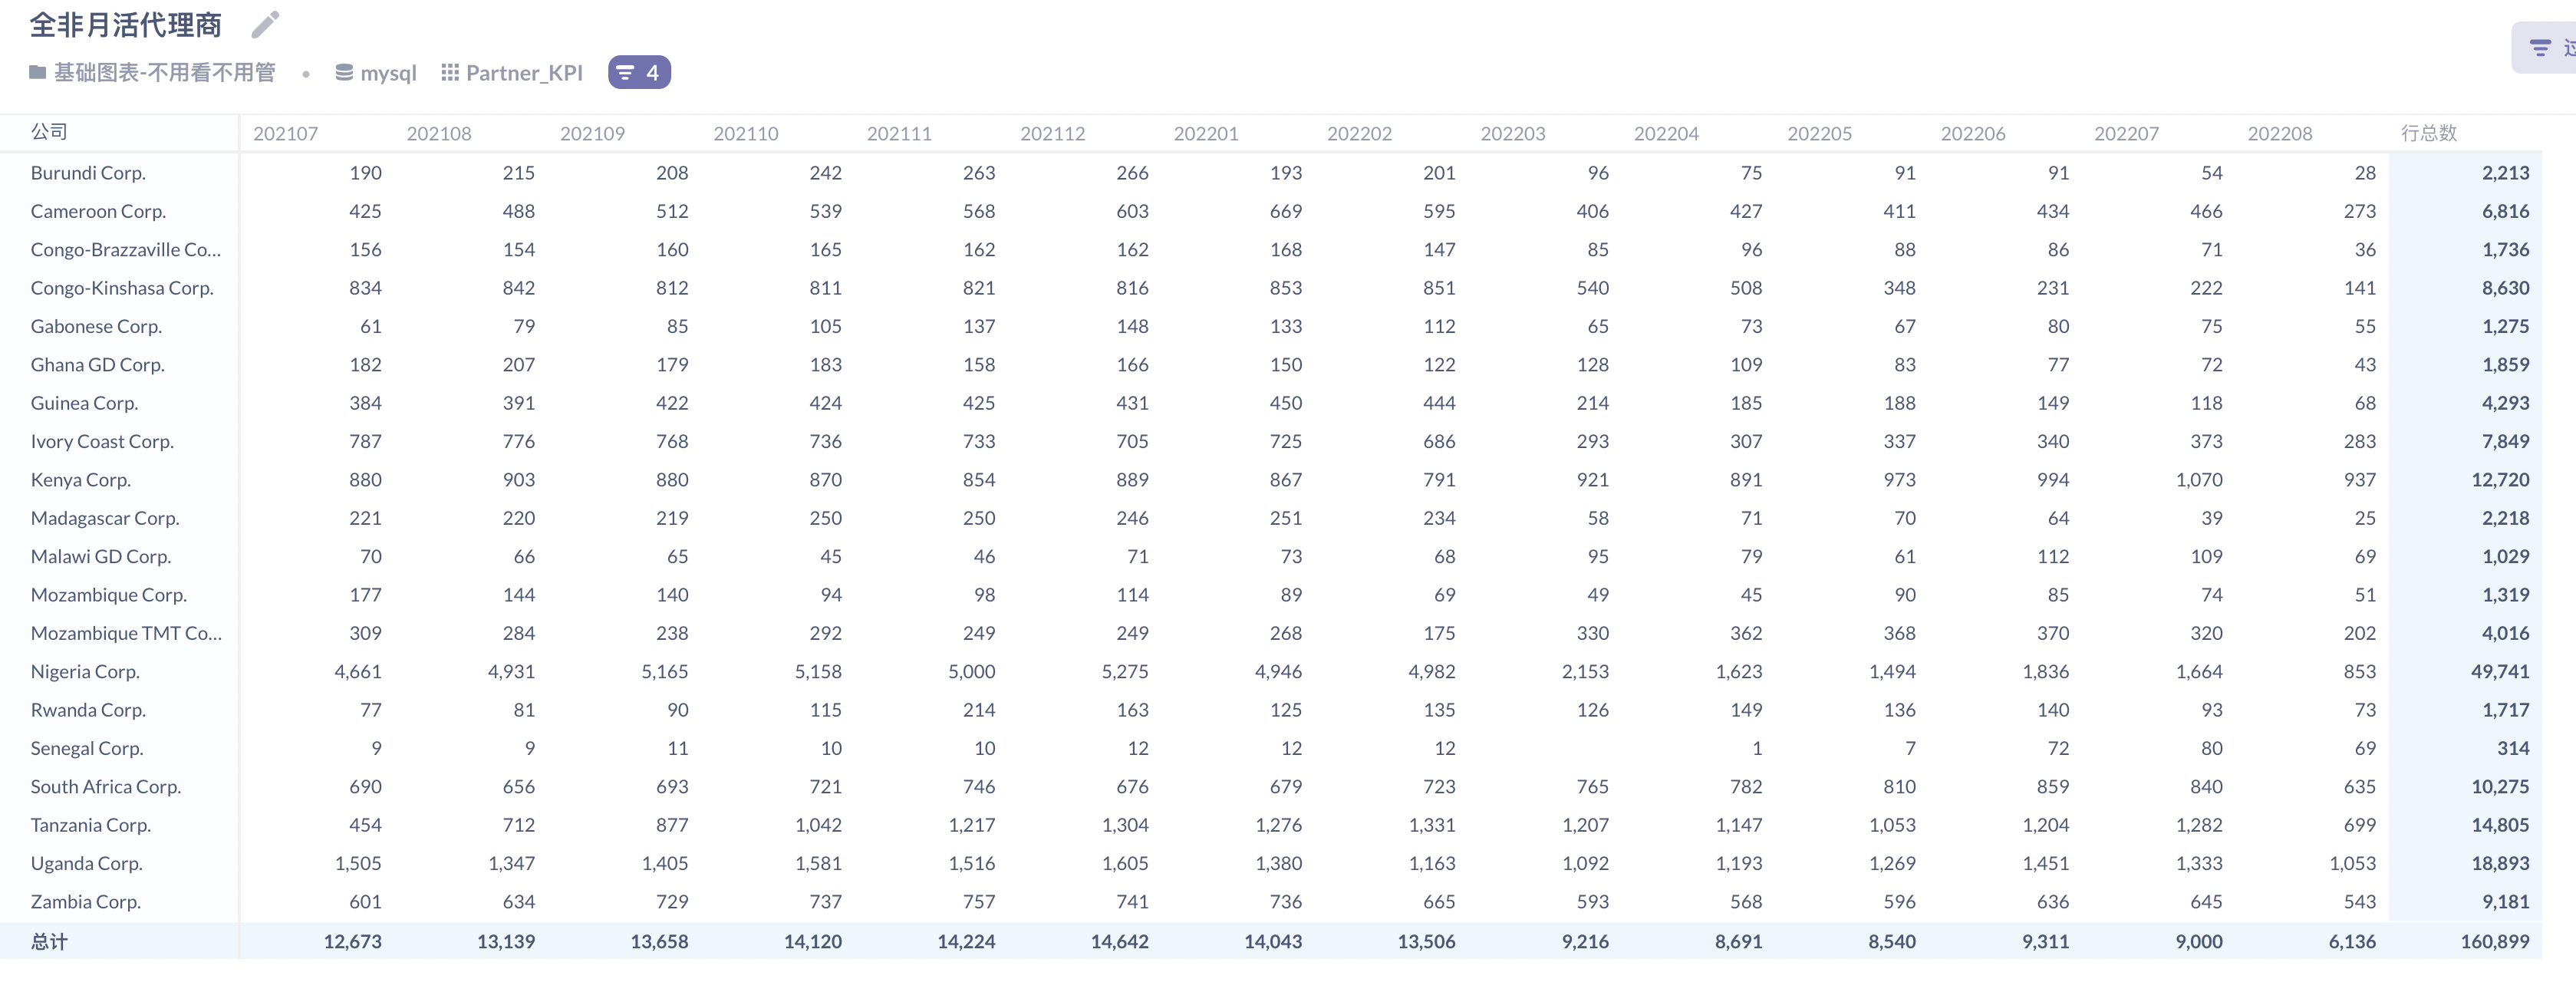 全非月活代理商
基础图表-不用看不用管 • mysql Partner_KPI 4
公司 202107 202108 202109 202110 202111 202112 202201 202202 202203 202204 202205 202206 202207 202208 行总数
Burundi Corp. 190 215 208 242 263 266 193 201 96 75 91 91 54 28 2,213
Cameroon Corp. 425 488 512 539 568 603 669 595 406 427 411 434 466 273 6,816
Congo-Brazzaville Co... 156 154 160 165 162 162 168 147 85 96 88 86 71 36 1,736
Congo-Kinshasa Corp. 834 842 812 811 821 816 853 851 540 508 348 231 222 141 8,630
Gabonese Corp. 61 79 85 105 137 148 133 112 65 73 67 80 75 55 1,275
Ghana GD Corp. 182 207 179 183 158 166 150 122 128 109 83 77 72 43 1,859
Guinea Corp. 384 391 422 424 425 431 450 444 214 185 188 149 118 68 4,293
Ivory Coast Corp. 787 776 768 736 733 705 725 686 293 307 337 340 373 283 7,849
Kenya Corp. 880 903 880 870 854 889 867 791 921 891 973 994 1,070 937 12,720
Madagascar Corp. 221 220 219 250 250 246 251 234 58 71 70 64 39 25 2,218
Malawi GD Corp. 70 66 65 45 46 71 73 68 95 79 61 112 109 69 1,029
Mozambique Corp. 177 144 140 94 98 114 89 69 49 45 90 85 74 51 1,319
Mozambique TMT Co... 309 284 238 292 249 249 268 175 330 362 368 370 320 202 4,016
Nigeria Corp. 4,661 4,931 5,165 5,158 5,000 5,275 4,946 4,982 2,153 1,623 1,494 1,836 1,664 853 49,741
Rwanda Corp. 77 81 90 115 214 163 125 135 126 149 136 140 93 73 1,717
Senegal Corp. 9 9 11 10 10 12 12 12 1 7 72 80 69 314
South Africa Corp. 690 656 693 721 746 676 679 723 765 782 810 859 840 635 10,275
Tanzania Corp. 454 712 877 1,042 1,217 1,304 1,276 1,331 1,207 1,147 1,053 1,204 1,282 699 14,805
Uganda Corp. 1,505 1,347 1,405 1,581 1,516 1,605 1,380 1,163 1,092 1,193 1,269 1,451 1,333 1,053 18,893
Zambia Corp. 601 634 729 737 757 741 736 665 593 568 596 636 645 543 9,181
总计 12,673 13,139 13,658 14,120 14,224 14,642 14,043 13,506 9,216 8,691 8,540 9,311 9,000 6,136 160,899